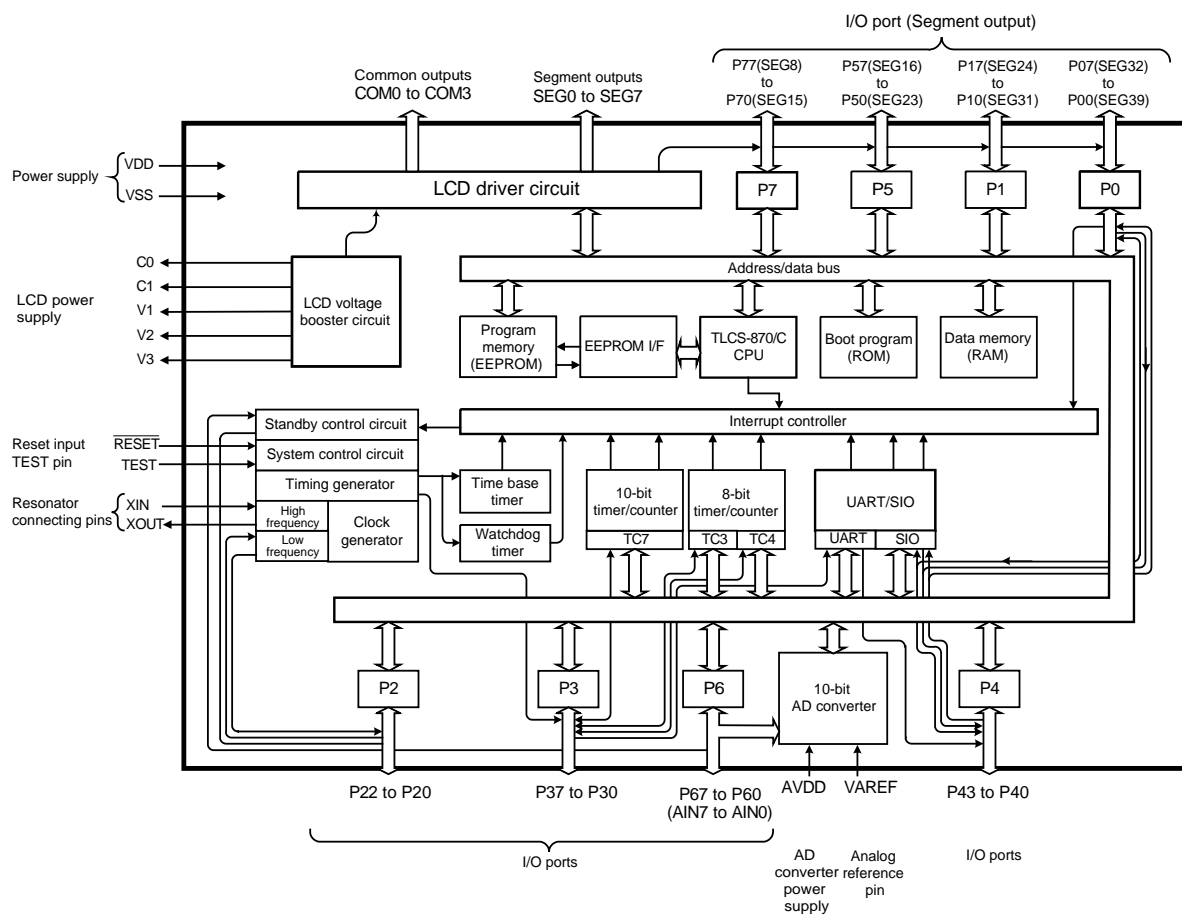 I/O port (Segment output)
Common outputs
COM0 to COM3
Segment outputs
SEG0 to SEG7
P77(SEG8)
to
P70(SEG15)
P57(SEG16)
to
P50(SEG23)
P17(SEG24)
to
P10(SEG31)
P07(SEG32)
to
P00(SEG39)
Power supply
VDD
VSS
LCD driver circuit
P7
P5
P1
P0
LCD power
supply
C0
C1
V1
V2
V3
LCD voltage
booster circuit
Address/data bus
Program
memory
(EEPROM)
EEPROM I/F
TLCS-870/C
CPU
Boot program
(ROM)
Data memory
(RAM)
Interrupt controller
Reset input
TEST pin
RESET
TEST
Resonator
connecting pins
XIN
XOUT
Standby control circuit
System control circuit
Timing generator
High
frequency
Low
frequency
Clock
generator
Time base
timer
Watchdog
timer
10-bit
timer/counter
TC7
8-bit
timer/counter
TC3
TC4
UART/SIO
UART
SIO
P2
P3
P6
10-bit
AD converter
P4
P22 to P20
P37 to P30
P67 to P60
(AIN7 to AIN0)
AVDD
VAREF
P43 to P40
I/O ports
AD
converter
power
supply
Analog
reference
pin
I/O ports